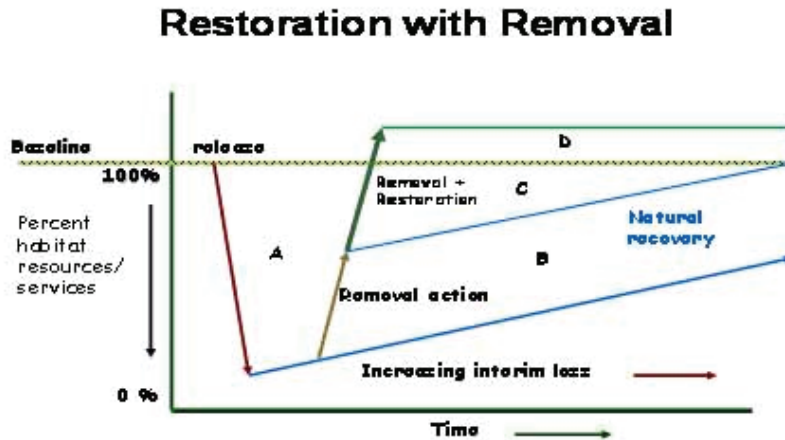 Restoration with Removal
Baseline
release
D
100%
Removal +
Restoration
C
Percent
habitat
resources/
services
Natural
recovery
A
B
Removal action
Increasing interim loss
0 %
Time